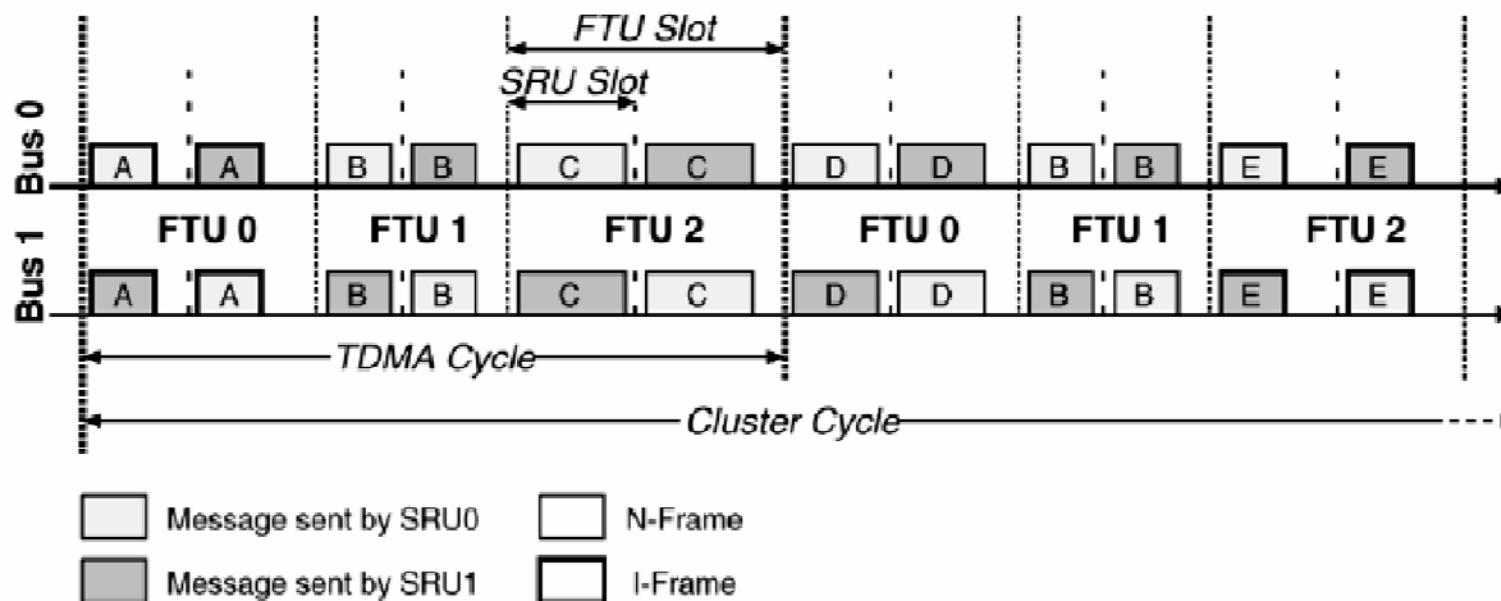 FTU Slot
SRU Slot
Bus 0
A A B B C C D D B B E E
FTU 0 FTU 1 FTU 2 FTU 0 FTU 1 FTU 2
Bus 1
A A B B C C D D B B E E
TDMA Cycle
Cluster Cycle
Message sent by SRU0 N-Frame
Message sent by SRU1 I-Frame